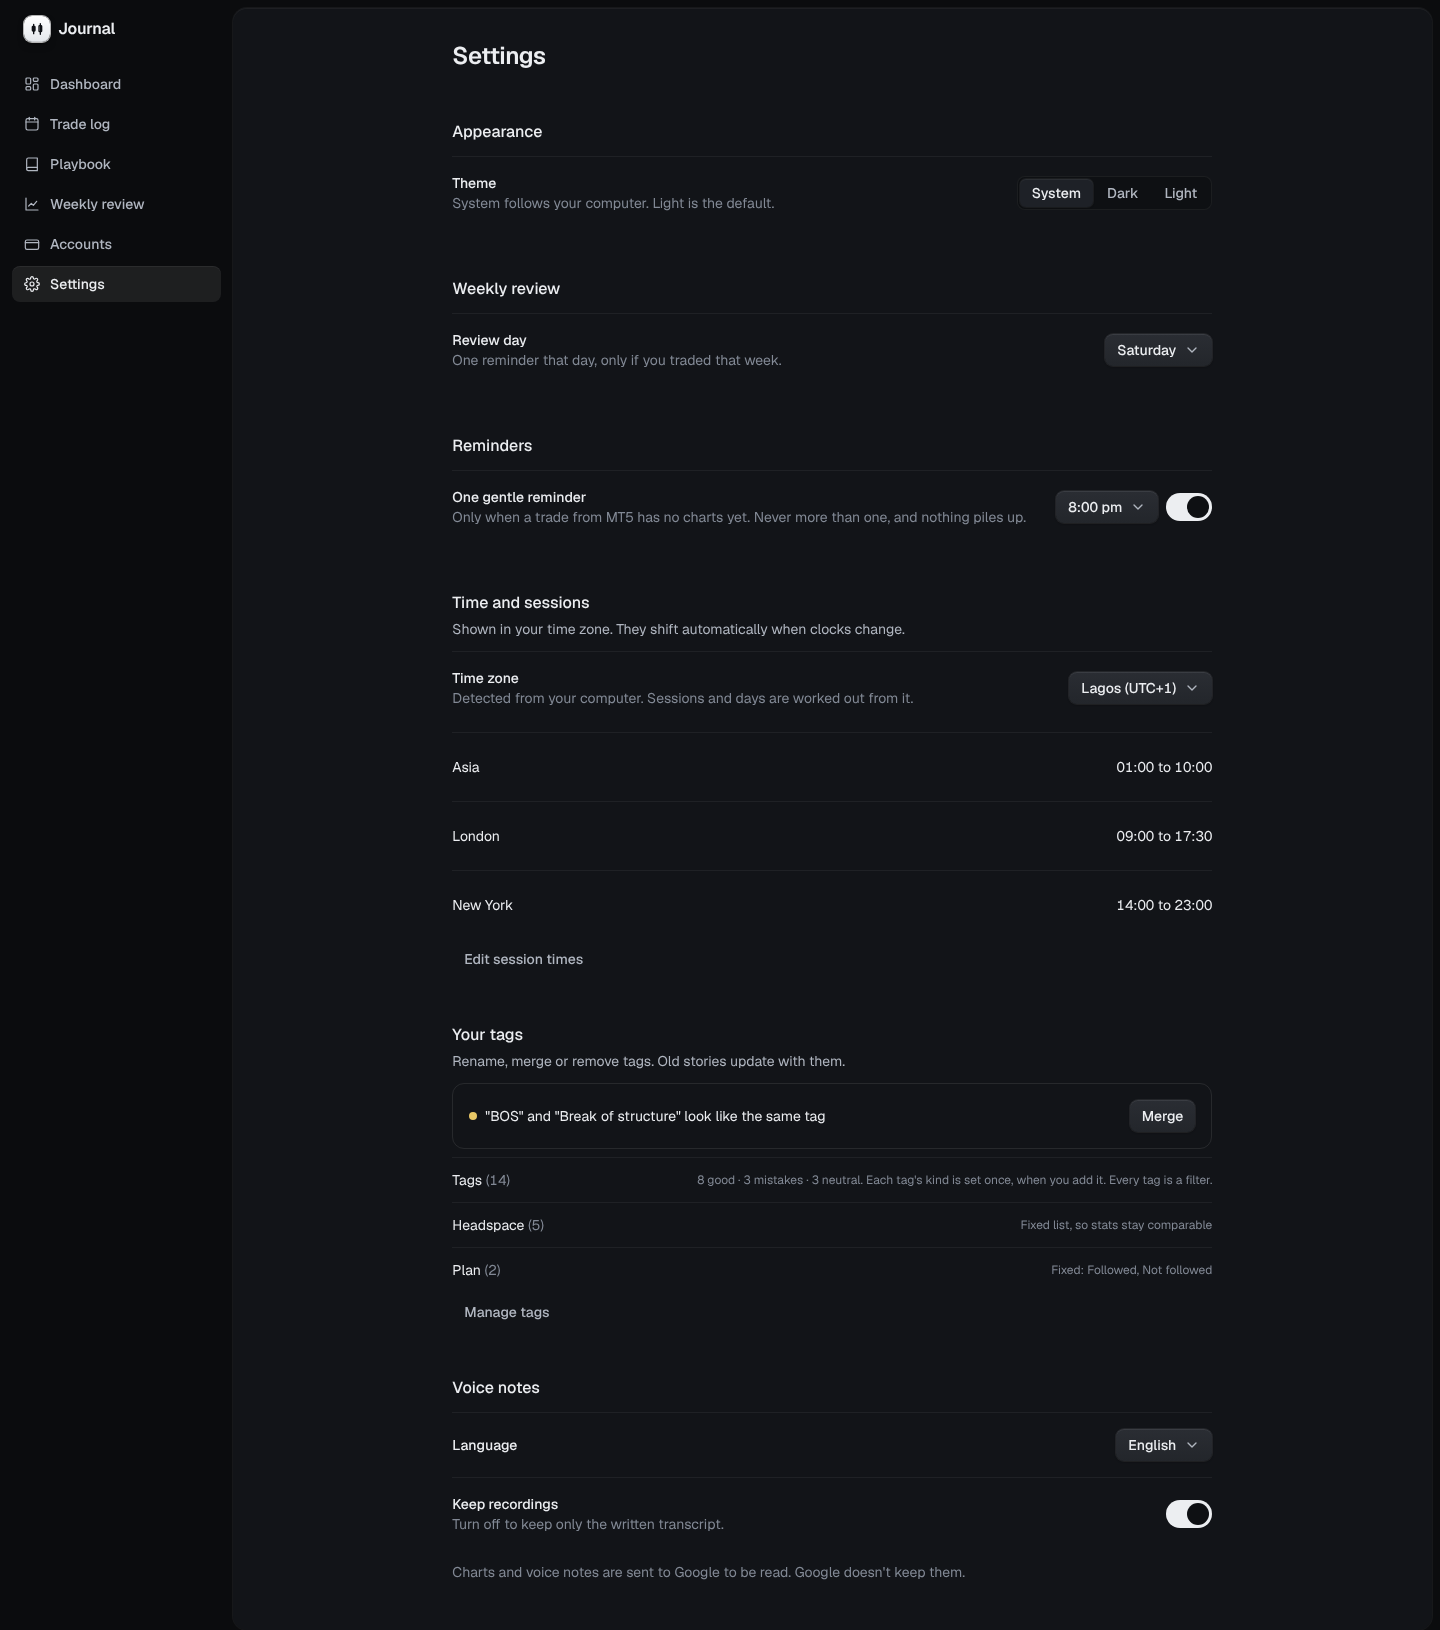 Journal
Dashboard
Trade log
Playbook
Weekly review
Accounts
Settings
Settings
Appearance
Theme
System follows your computer. Light is the default.
System Dark Light
Weekly review
Review day
One reminder that day, only if you traded that week.
Saturday
Reminders
One gentle reminder
Only when a trade from MT5 has no charts yet. Never more than one, and nothing piles up.
8:00 pm
Time and sessions
Shown in your time zone. They shift automatically when clocks change.
Time zone
Detected from your computer. Sessions and days are worked out from it.
Lagos (UTC+1)
Asia 01:00 to 10:00
London 09:00 to 17:30
New York 14:00 to 23:00
Edit session times
Your tags
Rename, merge or remove tags. Old stories update with them.
"BOS" and "Break of structure" look like the same tag Merge
Tags (14) 8 good · 3 mistakes · 3 neutral. Each tag's kind is set once, when you add it. Every tag is a filter.
Headspace (5) Fixed list, so stats stay comparable
Plan (2) Fixed: Followed, Not followed
Manage tags
Voice notes
Language English
Keep recordings
Turn off to keep only the written transcript.
Charts and voice notes are sent to Google to be read. Google doesn't keep them.